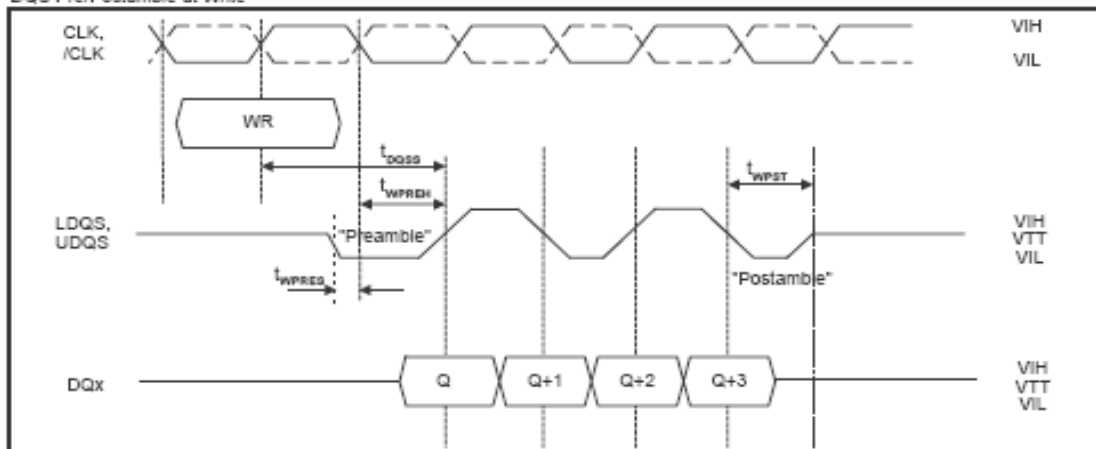 DQS Pre/Postamble at Write
CLK,
/CLK
VIH
VIL
WR
tDQSS
tWPREH
tWPST
LDQS,
UDQS
"Preamble"
VIH
VTT
VIL
tWPRES
"Postamble"
DQx
Q
Q+1
Q+2
Q+3
VIH
VTT
VIL